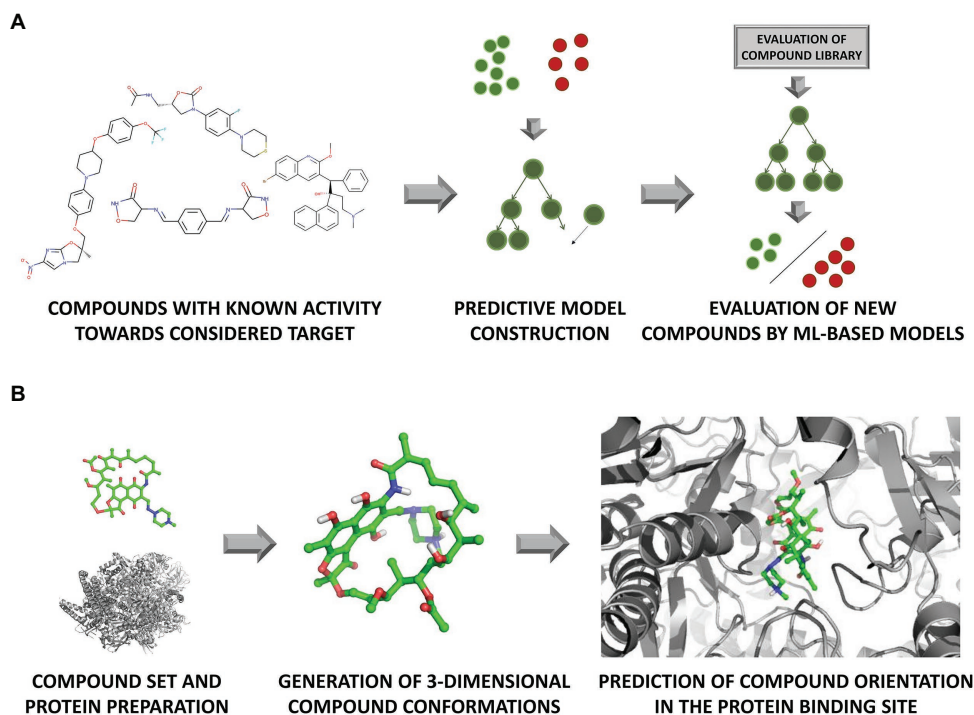 A
EVALUATION OF
COMPOUND LIBRARY
COMPOUNDS WITH KNOWN ACTIVITY
TOWARDS CONSIDERED TARGET
PREDICTIVE MODEL
CONSTRUCTION
EVALUATION OF NEW
COMPOUNDS BY ML-BASED MODELS
B
COMPOUND SET AND
PROTEIN PREPARATION
GENERATION OF 3-DIMENSIONAL
COMPOUND CONFORMATIONS
PREDICTION OF COMPOUND ORIENTATION
IN THE PROTEIN BINDING SITE